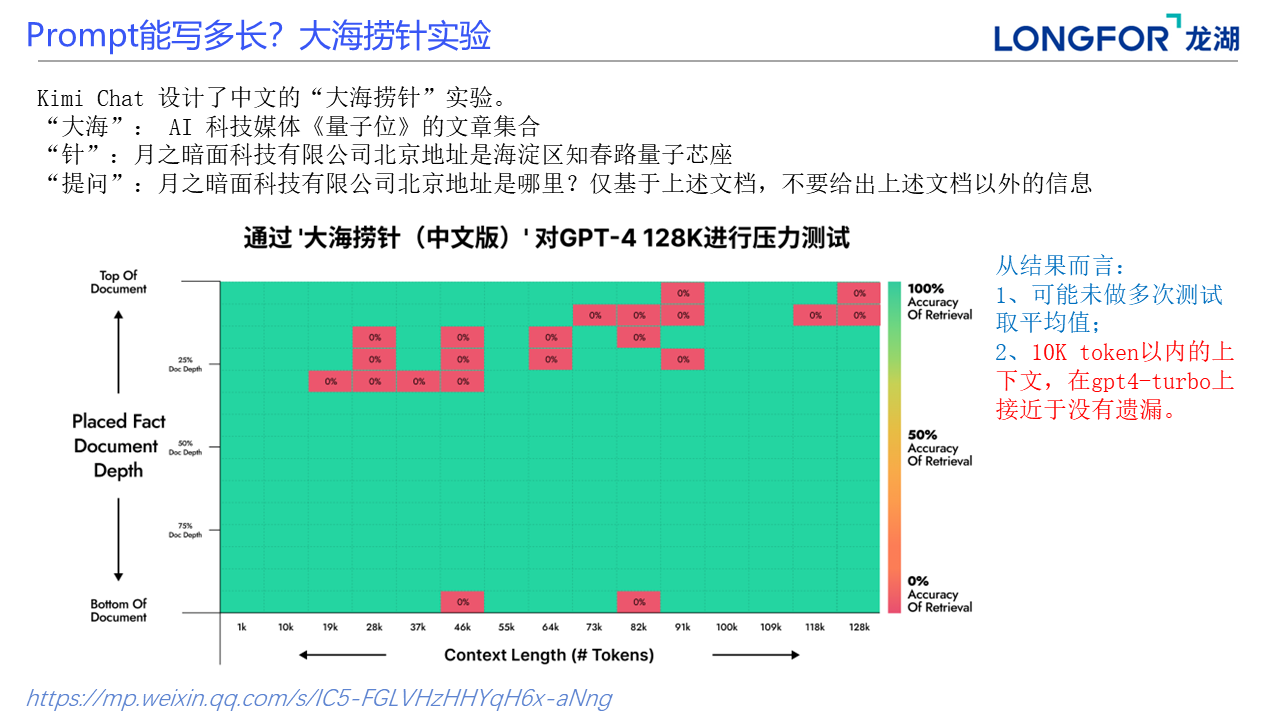 Prompt能写多长？大海捞针实验
LONGFOR 龙湖
Kimi Chat 设计了中文的“大海捞针”实验。
“大海”： AI 科技媒体《量子位》的文章集合
“针”：月之暗面科技有限公司北京地址是海淀区知春路量子芯座
“提问”：月之暗面科技有限公司北京地址是哪里？仅基于上述文档，不要给出上述文档以外的信息
通过 '大海捞针（中文版）' 对GPT-4 128K进行压力测试
Top Of
Document
25%
Doc Depth
Placed Fact
Document
Depth
50%
Doc Depth
75%
Doc Depth
Bottom Of
Document
0% 0%
0% 0% 0% 0% 0%
0% 0% 0% 0%
0% 0% 0% 0%
0% 0% 0% 0%
0% 0%
1k 10k 19k 28k 37k 46k 55k 64k 73k 82k 91k 100k 109k 118k 128k
Context Length (# Tokens)
100%
Accuracy
Of Retrieval
50%
Accuracy
Of Retrieval
0%
Accuracy
Of Retrieval
从结果而言：
1、可能未做多次测试
取平均值；
2、10K token以内的上
下文，在gpt4-turbo上
接近于没有遗漏。
https://mp.weixin.qq.com/s/IC5-FGLVHzHHYqH6x-aNng